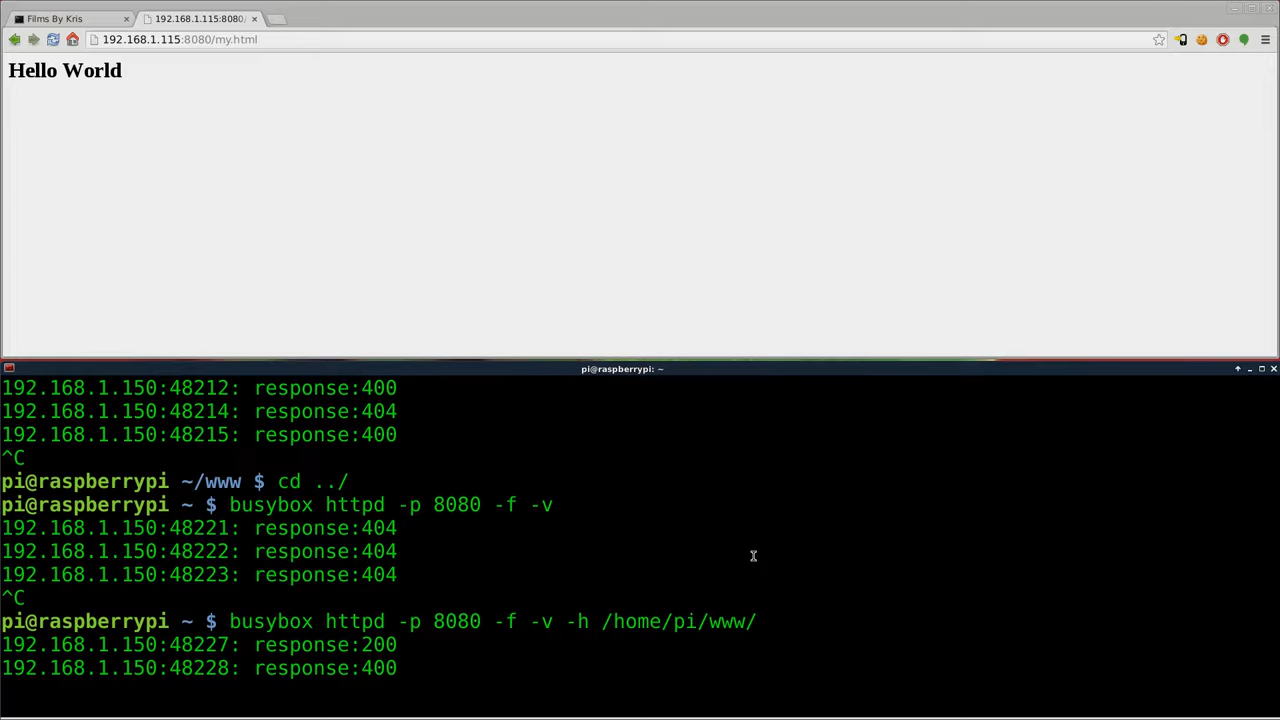 Films By Kris
192.168.1.115:8080/
192.168.1.115:8080/my.html
Hello World
pi@raspberrypi: ~
192.168.1.150:48212: response:400
192.168.1.150:48214: response:404
192.168.1.150:48215: response:400
^C
pi@raspberrypi ~/www $ cd ../
pi@raspberrypi ~ $ busybox httpd -p 8080 -f -v
192.168.1.150:48221: response:404
192.168.1.150:48222: response:404
192.168.1.150:48223: response:404
^C
pi@raspberrypi ~ $ busybox httpd -p 8080 -f -v -h /home/pi/www/
192.168.1.150:48227: response:200
192.168.1.150:48228: response:400